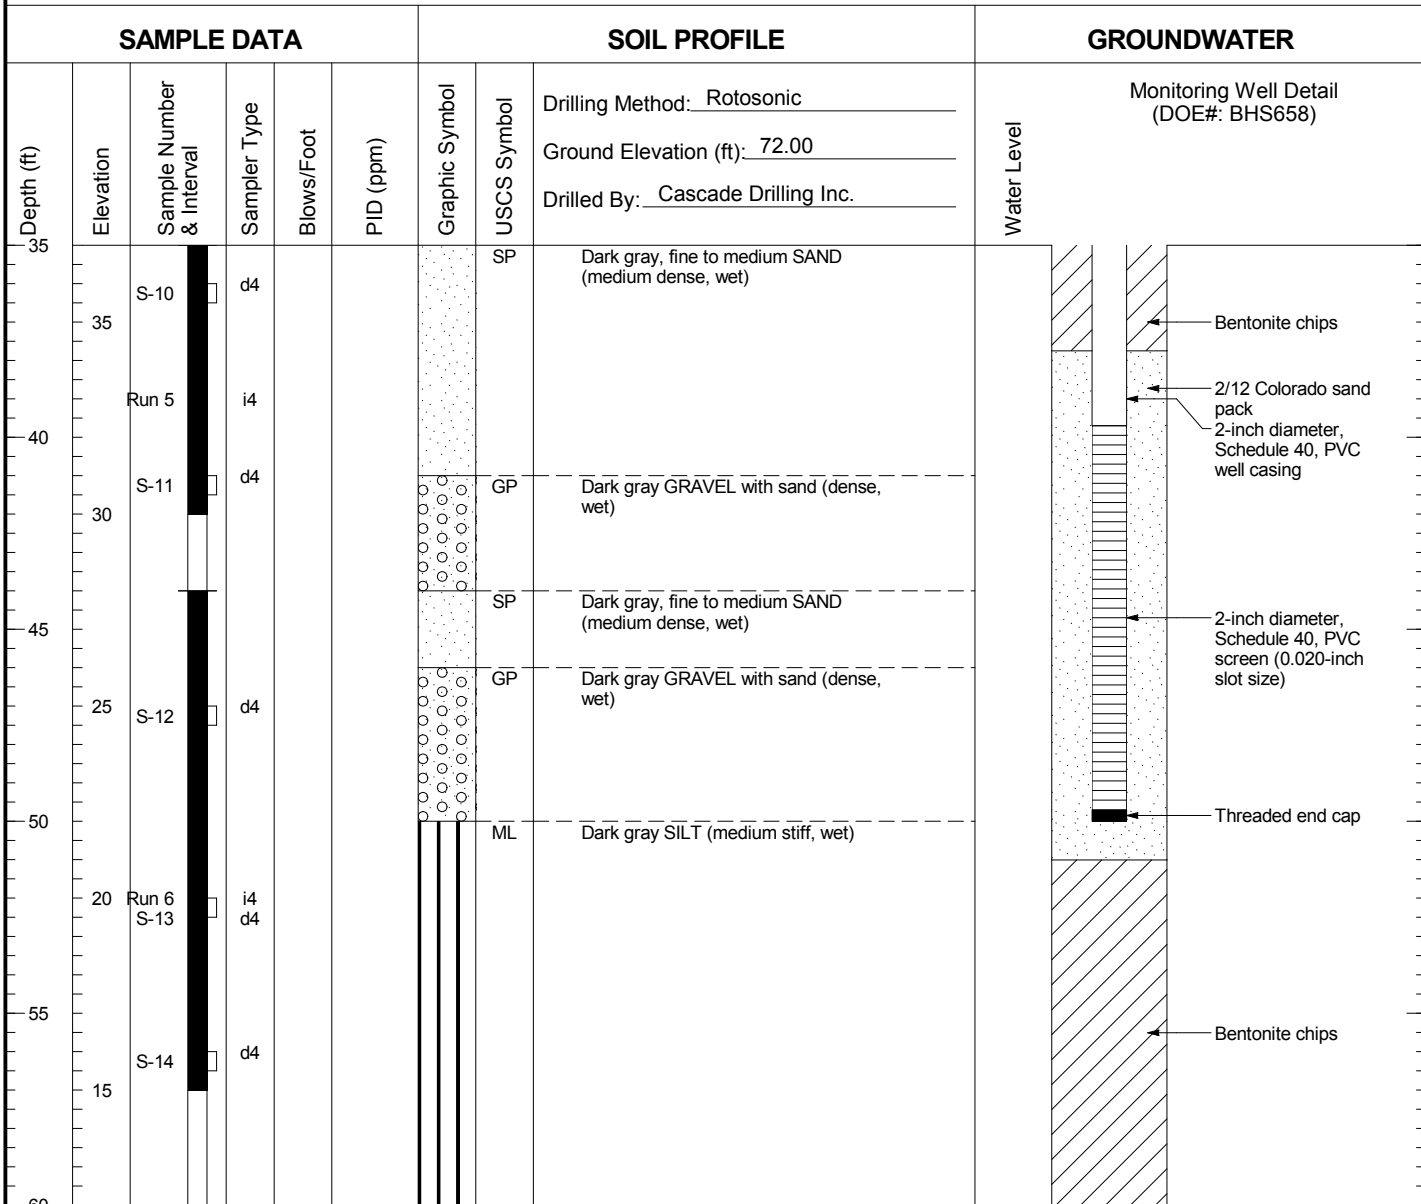 SAMPLE DATA
SOIL PROFILE
GROUNDWATER
Depth (ft)
Elevation
Sample Number
& Interval
Sampler Type
Blows/Foot
PID (ppm)
Graphic Symbol
USCS Symbol
Drilling Method: Rotosonic
Ground Elevation (ft): 72.00
Drilled By: Cascade Drilling Inc.
Water Level
Monitoring Well Detail
(DOE#: BHS658)
35
SP
Dark gray, fine to medium SAND
(medium dense, wet)
S-10
d4
35
Bentonite chips
2/12 Colorado sand
pack
Run 5
i4
2-inch diameter,
Schedule 40, PVC
well casing
40
S-11
d4
GP
Dark gray GRAVEL with sand (dense,
wet)
30
SP
Dark gray, fine to medium SAND
(medium dense, wet)
45
2-inch diameter,
Schedule 40, PVC
screen (0.020-inch
slot size)
GP
Dark gray GRAVEL with sand (dense,
wet)
25
S-12
d4
50
Threaded end cap
ML
Dark gray SILT (medium stiff, wet)
20
Run 6
i4
S-13
d4
55
Bentonite chips
S-14
d4
15
60